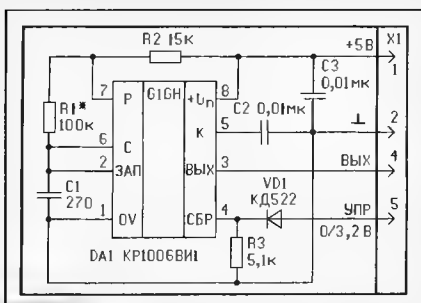 R2 15к
+5В
X1
1
7
P
G1GH
+Uп
8
C3
0,01мк
R1*
100к
6
C
K
5
C2 0,01мк
⊥
2
2
ЗАП
ВЫХ
3
ВЫХ
4
C1
270
1
0V
СБР
4
VD1
КД522
УПР
5
0/3,2В
R3
5,1к
DA1 КР1006ВИ1